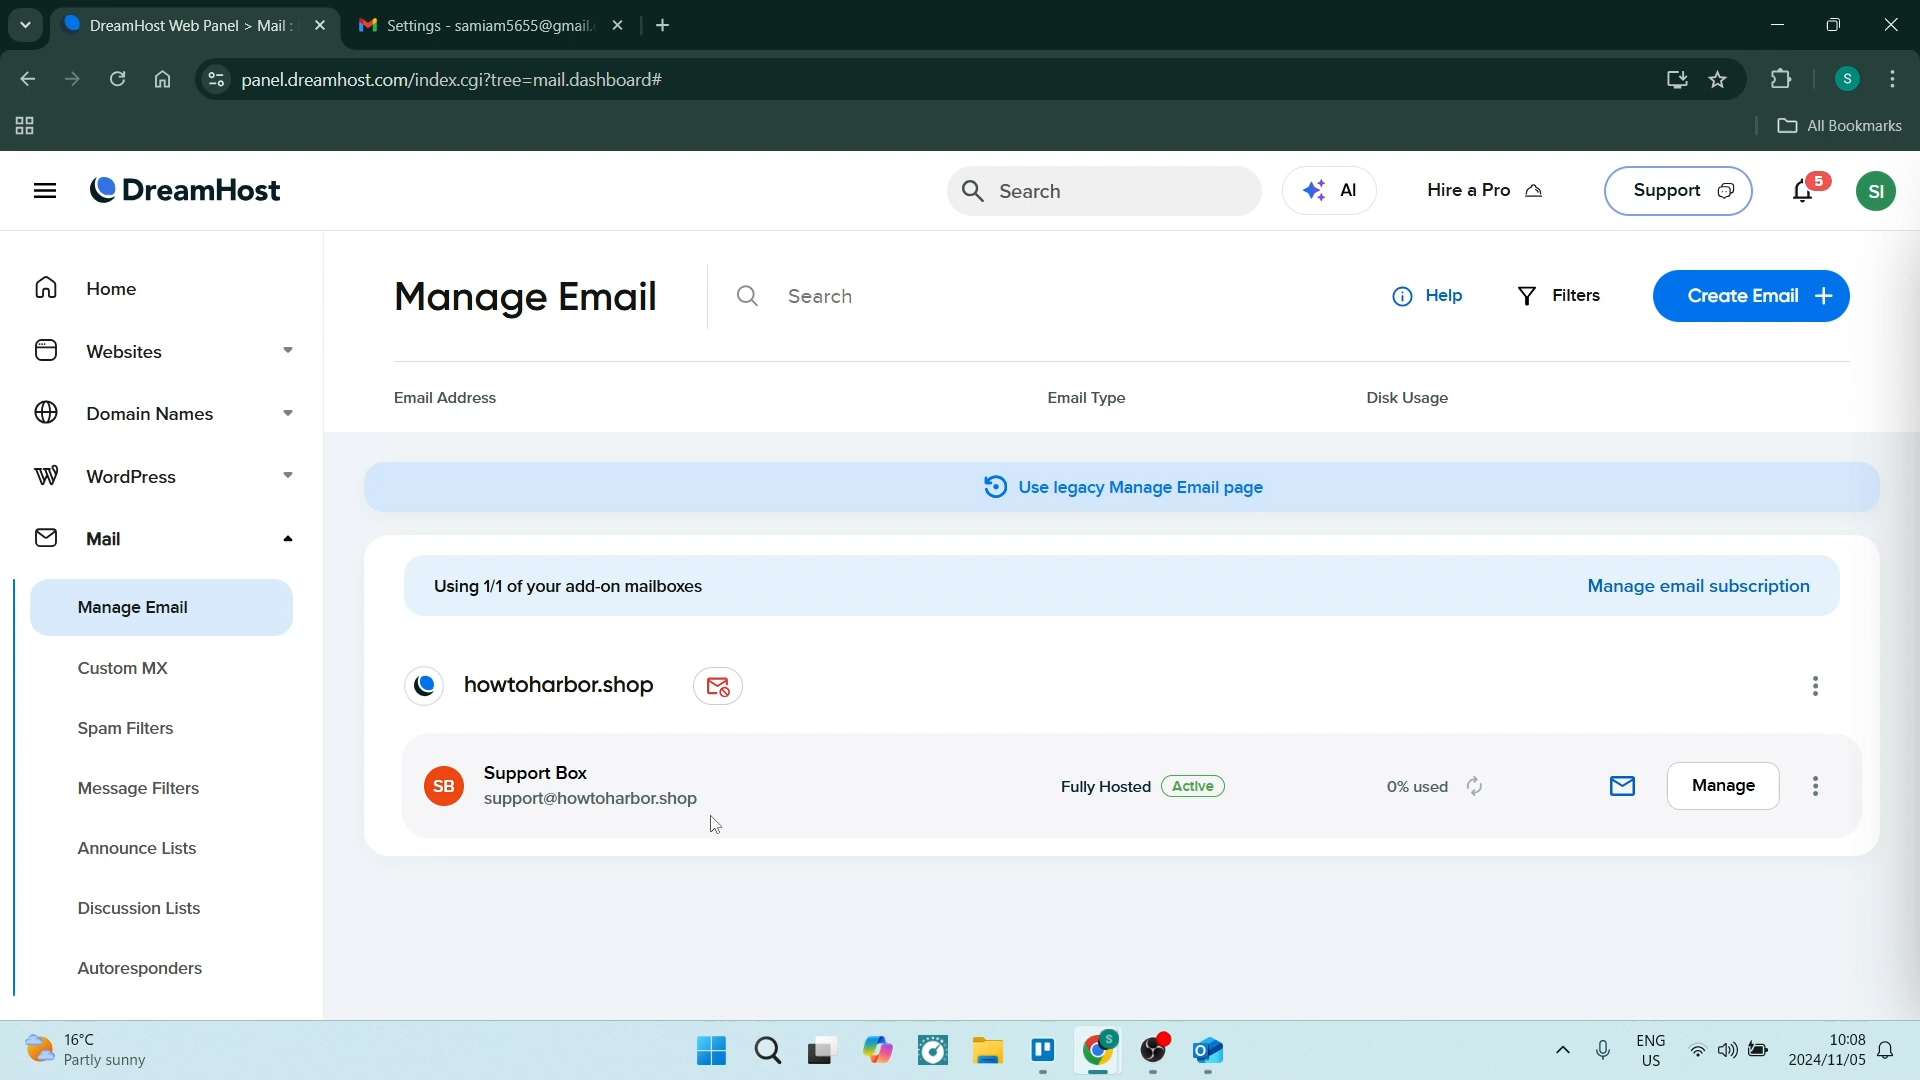 DreamHost Web Panel > Mail :
Settings - samiam5655@gmail.
panel.dreamhost.com/index.cgi?tree=mail.dashboard#
S
All Bookmarks
DreamHost
Search
AI
Hire a Pro
Support
5
SI
Home
Websites
Domain Names
WordPress
Mail
Manage Email
Custom MX
Spam Filters
Message Filters
Announce Lists
Discussion Lists
Autoresponders
Manage Email
Search
Help
Filters
Create Email +
Email Address
Email Type
Disk Usage
Use legacy Manage Email page
Using 1/1 of your add-on mailboxes
Manage email subscription
howtoharbor.shop
SB
Support Box
support@howtoharbor.shop
Fully Hosted
Active
0% used
Manage
16°C
Partly sunny
S
ENG
US
10:08
2024/11/05